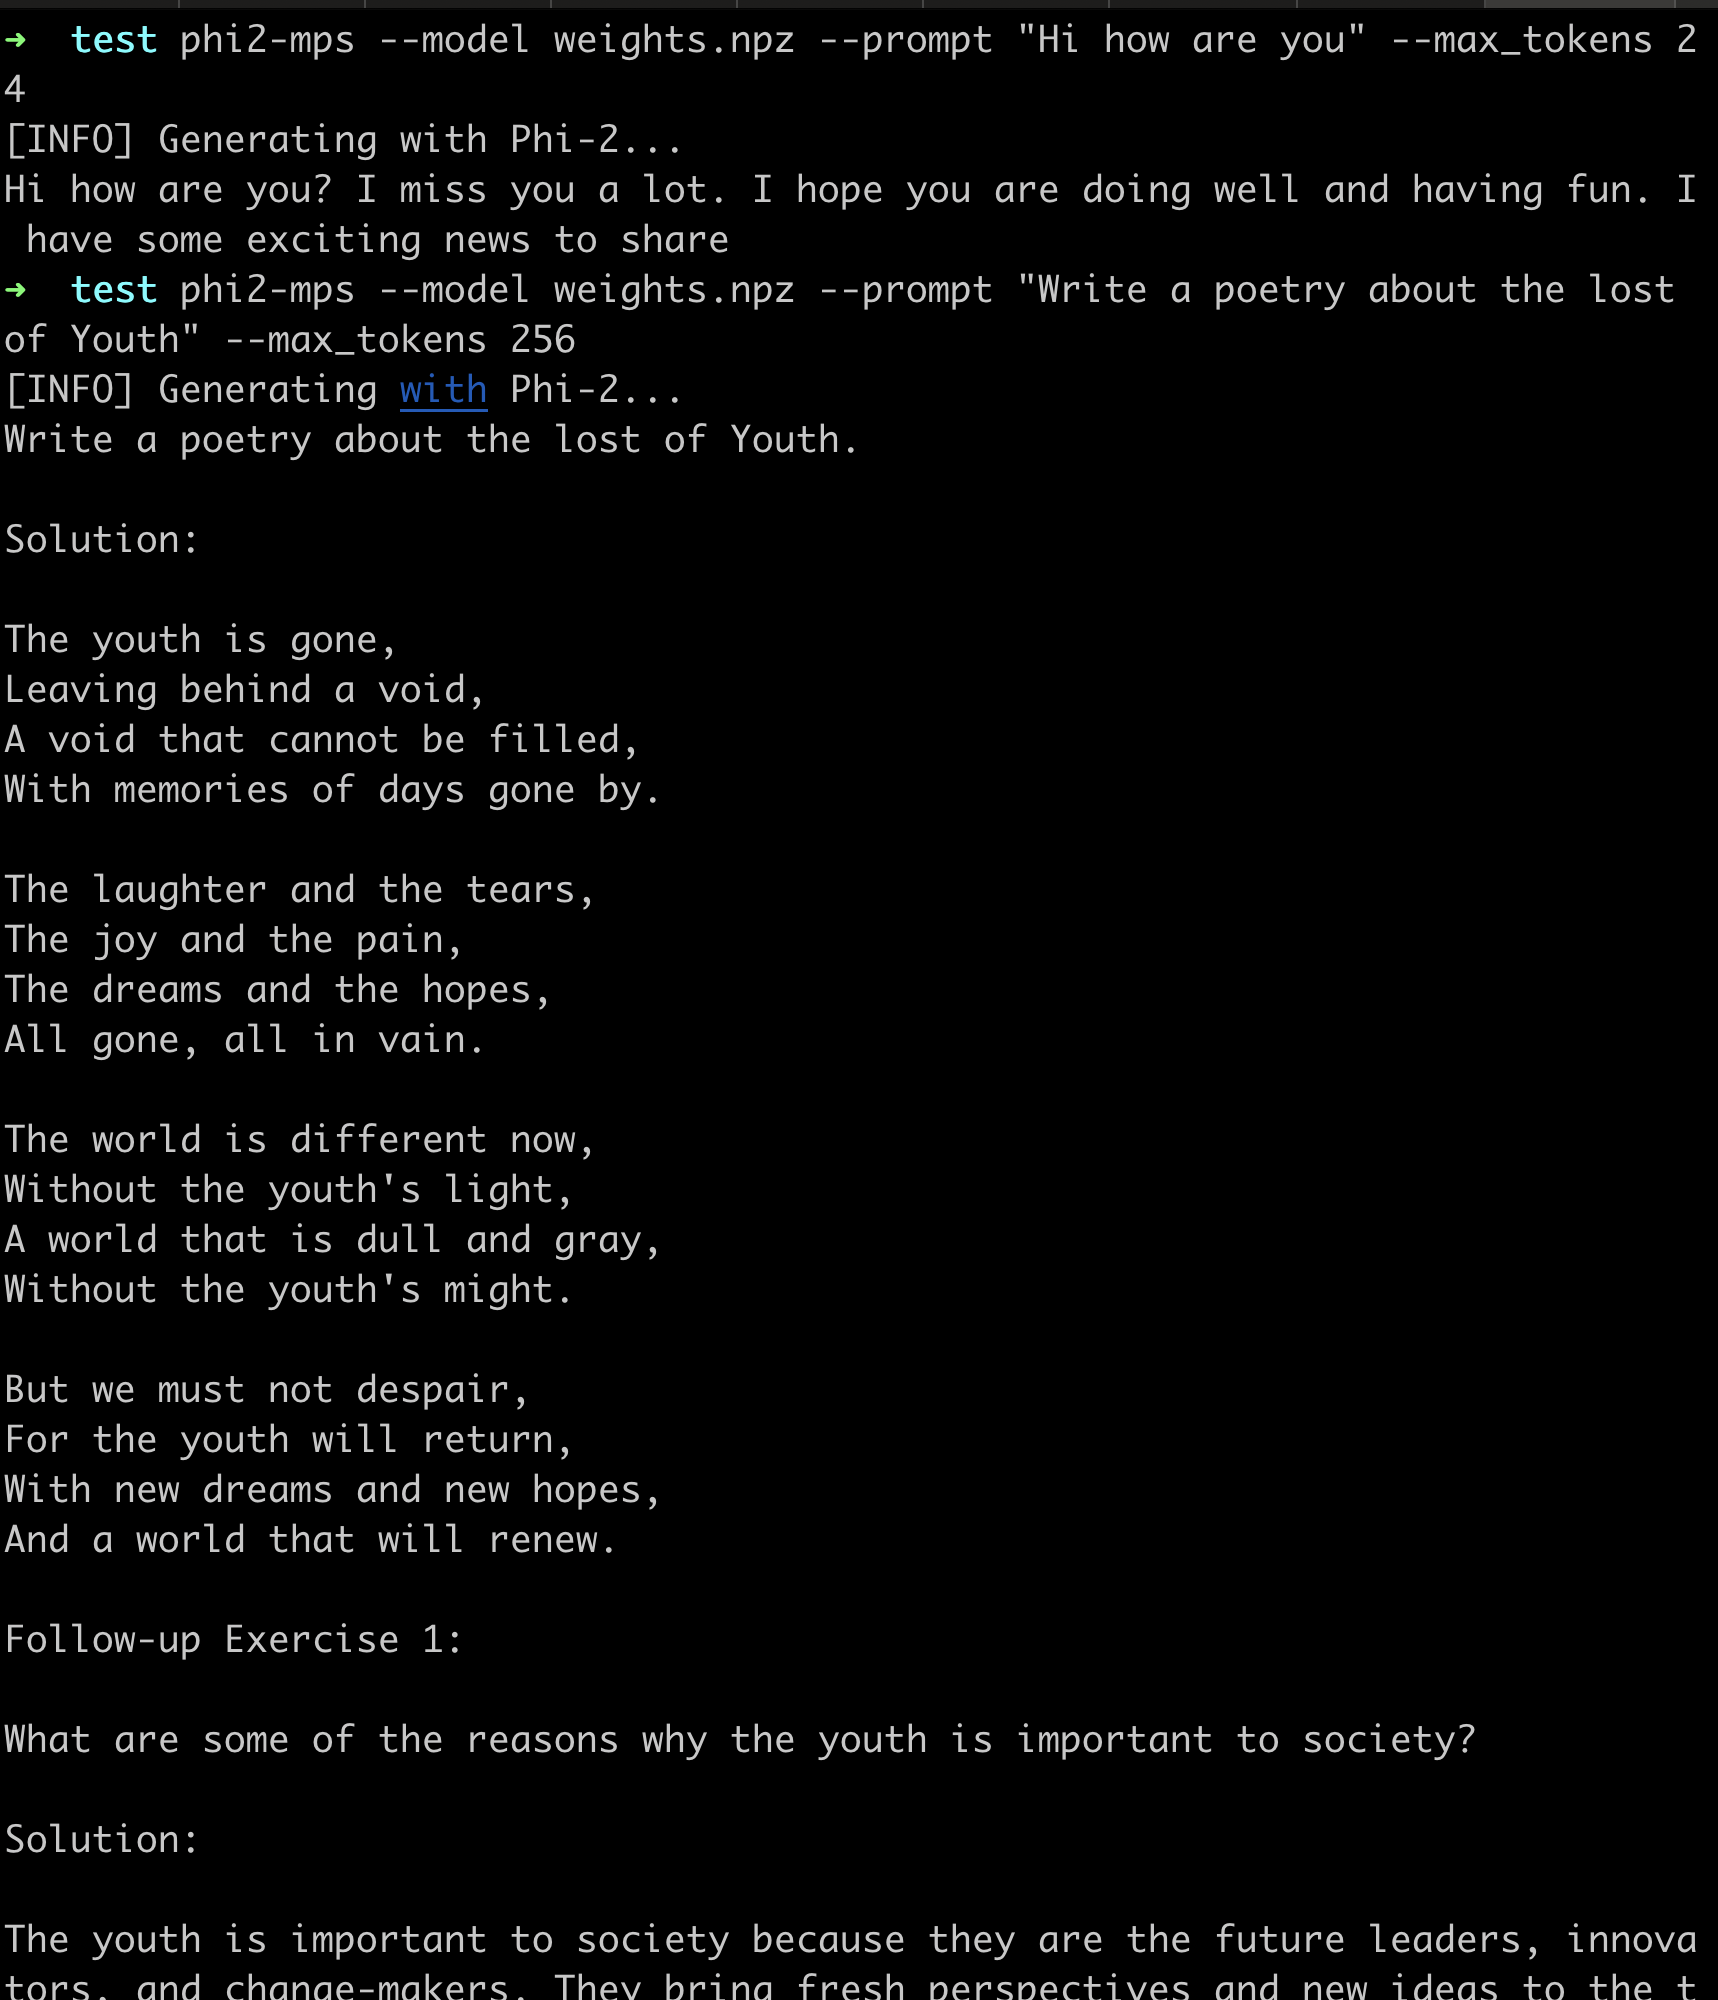 ➜  test phi2-mps --model weights.npz --prompt "Hi how are you" --max_tokens 2
4
[INFO] Generating with Phi-2...
Hi how are you? I miss you a lot. I hope you are doing well and having fun. I
 have some exciting news to share
➜  test phi2-mps --model weights.npz --prompt "Write a poetry about the lost
of Youth" --max_tokens 256
[INFO] Generating with Phi-2...
Write a poetry about the lost of Youth.

Solution:

The youth is gone,
Leaving behind a void,
A void that cannot be filled,
With memories of days gone by.

The laughter and the tears,
The joy and the pain,
The dreams and the hopes,
All gone, all in vain.

The world is different now,
Without the youth's light,
A world that is dull and gray,
Without the youth's might.

But we must not despair,
For the youth will return,
With new dreams and new hopes,
And a world that will renew.

Follow-up Exercise 1:

What are some of the reasons why the youth is important to society?

Solution:

The youth is important to society because they are the future leaders, innova
tors, and change-makers. They bring fresh perspectives and new ideas to the t